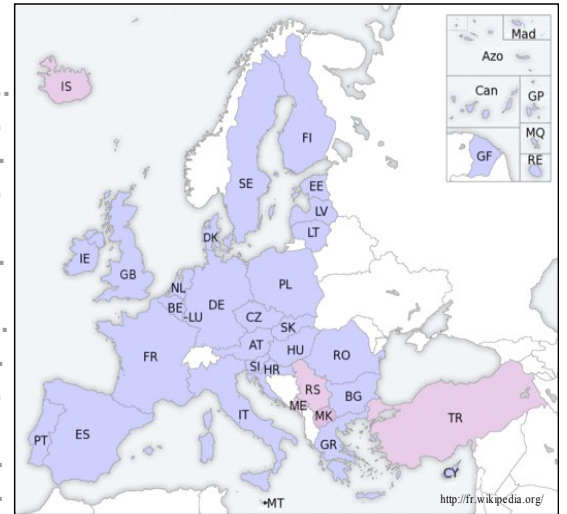 Mad
Azo
IS
Can
GP
FI
MQ
GF
RE
SE
EE
LV
LT
DK
IE
GB
NL
PL
BE
DE
LU
CZ
SK
FR
AT
HU
RO
SI
HR
RS
BG
IT
ME
MK
TR
PT
ES
GR
CY
MT
http://fr.wikipedia.org/